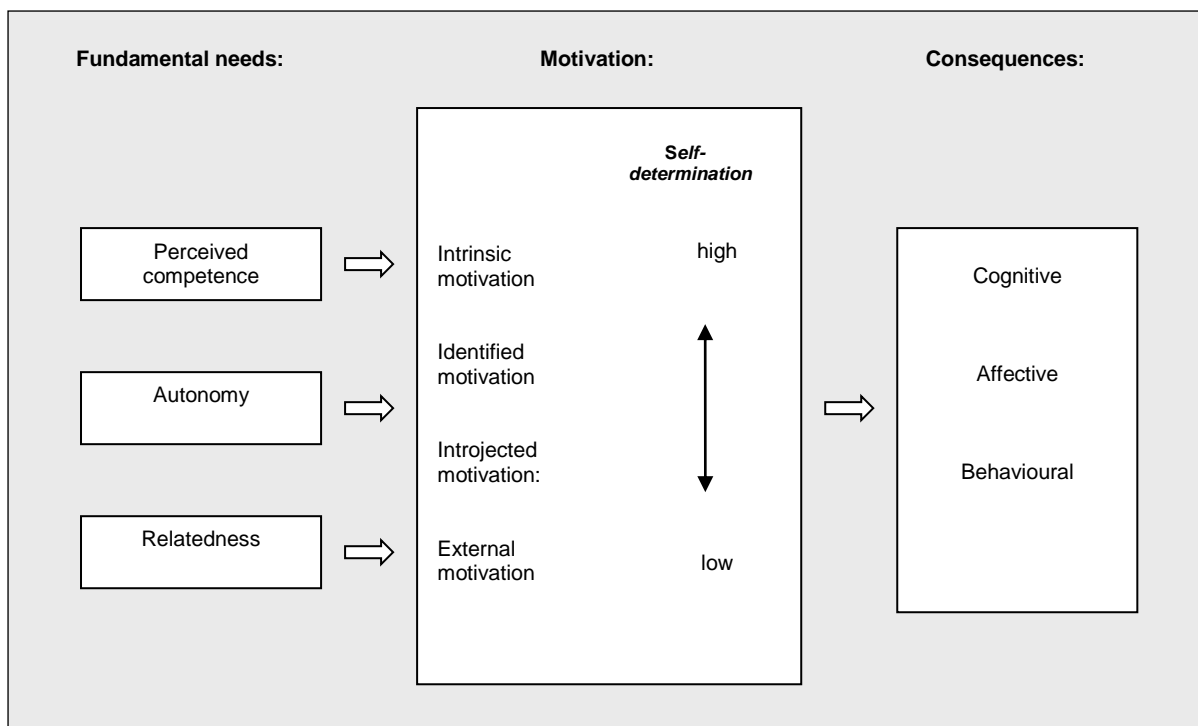 Fundamental needs:
Motivation:
Consequences:
Self-
determination
Perceived
competence
Autonomy
Relatedness
Intrinsic
motivation
high
Identified
motivation
Introjected
motivation:
External
motivation
low
Cognitive
Affective
Behavioural